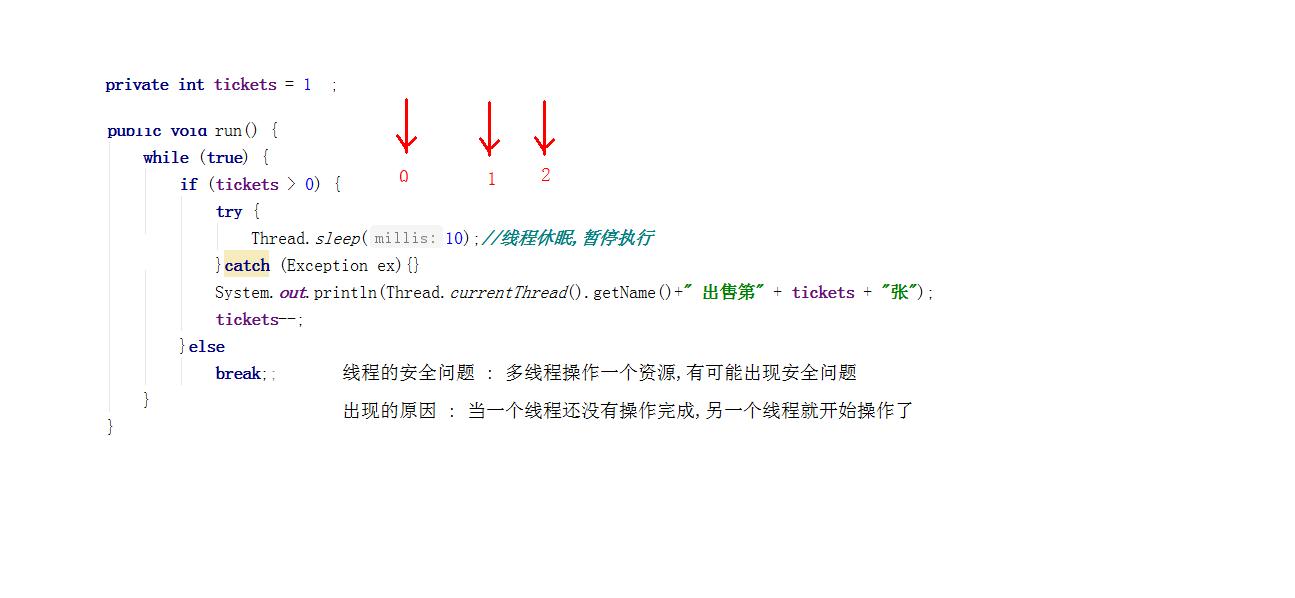 private int tickets = 1 ;
public void run() {
while (true) {
0 1 2
if (tickets > 0) {
try {
Thread.sleep( millis: 10);//线程休眠,暂停执行
}catch (Exception ex){}
System.out.println(Thread.currentThread().getName()+" 出售第" + tickets + "张");
tickets--;
}else
break;;
线程的安全问题 : 多线程操作一个资源,有可能出现安全问题
}
出现的原因 : 当一个线程还没有操作完成,另一个线程就开始操作了
}